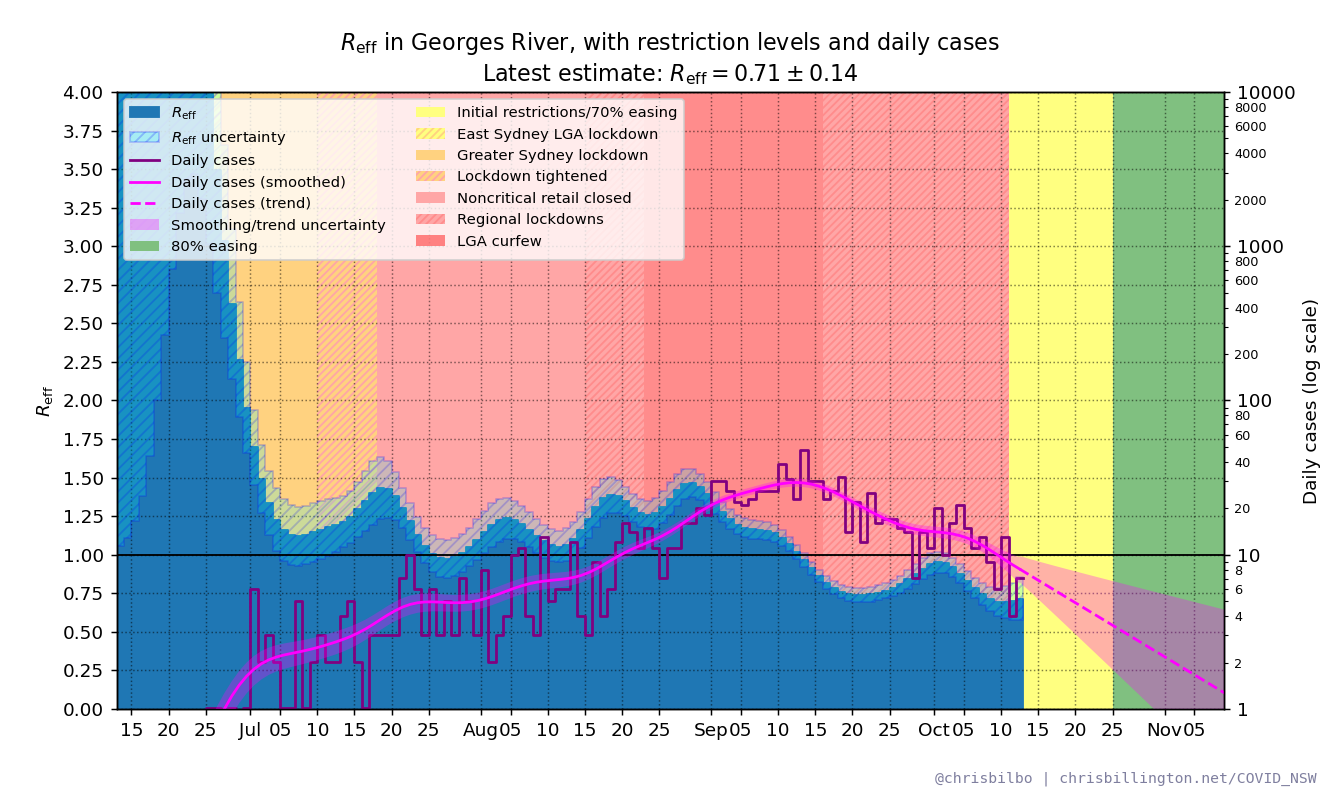 R_eff in Georges River, with restriction levels and daily cases
Latest estimate: R_eff = 0.71 ± 0.14
R_eff
R_eff uncertainty
Daily cases
Daily cases (smoothed)
Daily cases (trend)
Smoothing/trend uncertainty
80% easing
Initial restrictions/70% easing
East Sydney LGA lockdown
Greater Sydney lockdown
Lockdown tightened
Noncritical retail closed
Regional lockdowns
LGA curfew
R_eff
4.00
3.75
3.50
3.25
3.00
2.75
2.50
2.25
2.00
1.75
1.50
1.25
1.00
0.75
0.50
0.25
0.00
10000
8000
6000
4000
2000
1000
800
600
400
200
100
80
60
40
20
10
8
6
4
2
1
Daily cases (log scale)
15 20 25 Jul 05 10 15 20 25 Aug 05 10 15 20 25 Sep 05 10 15 20 25 Oct 05 10 15 20 25 Nov 05
@chrisbilbo | chrisbillington.net/COVID_NSW